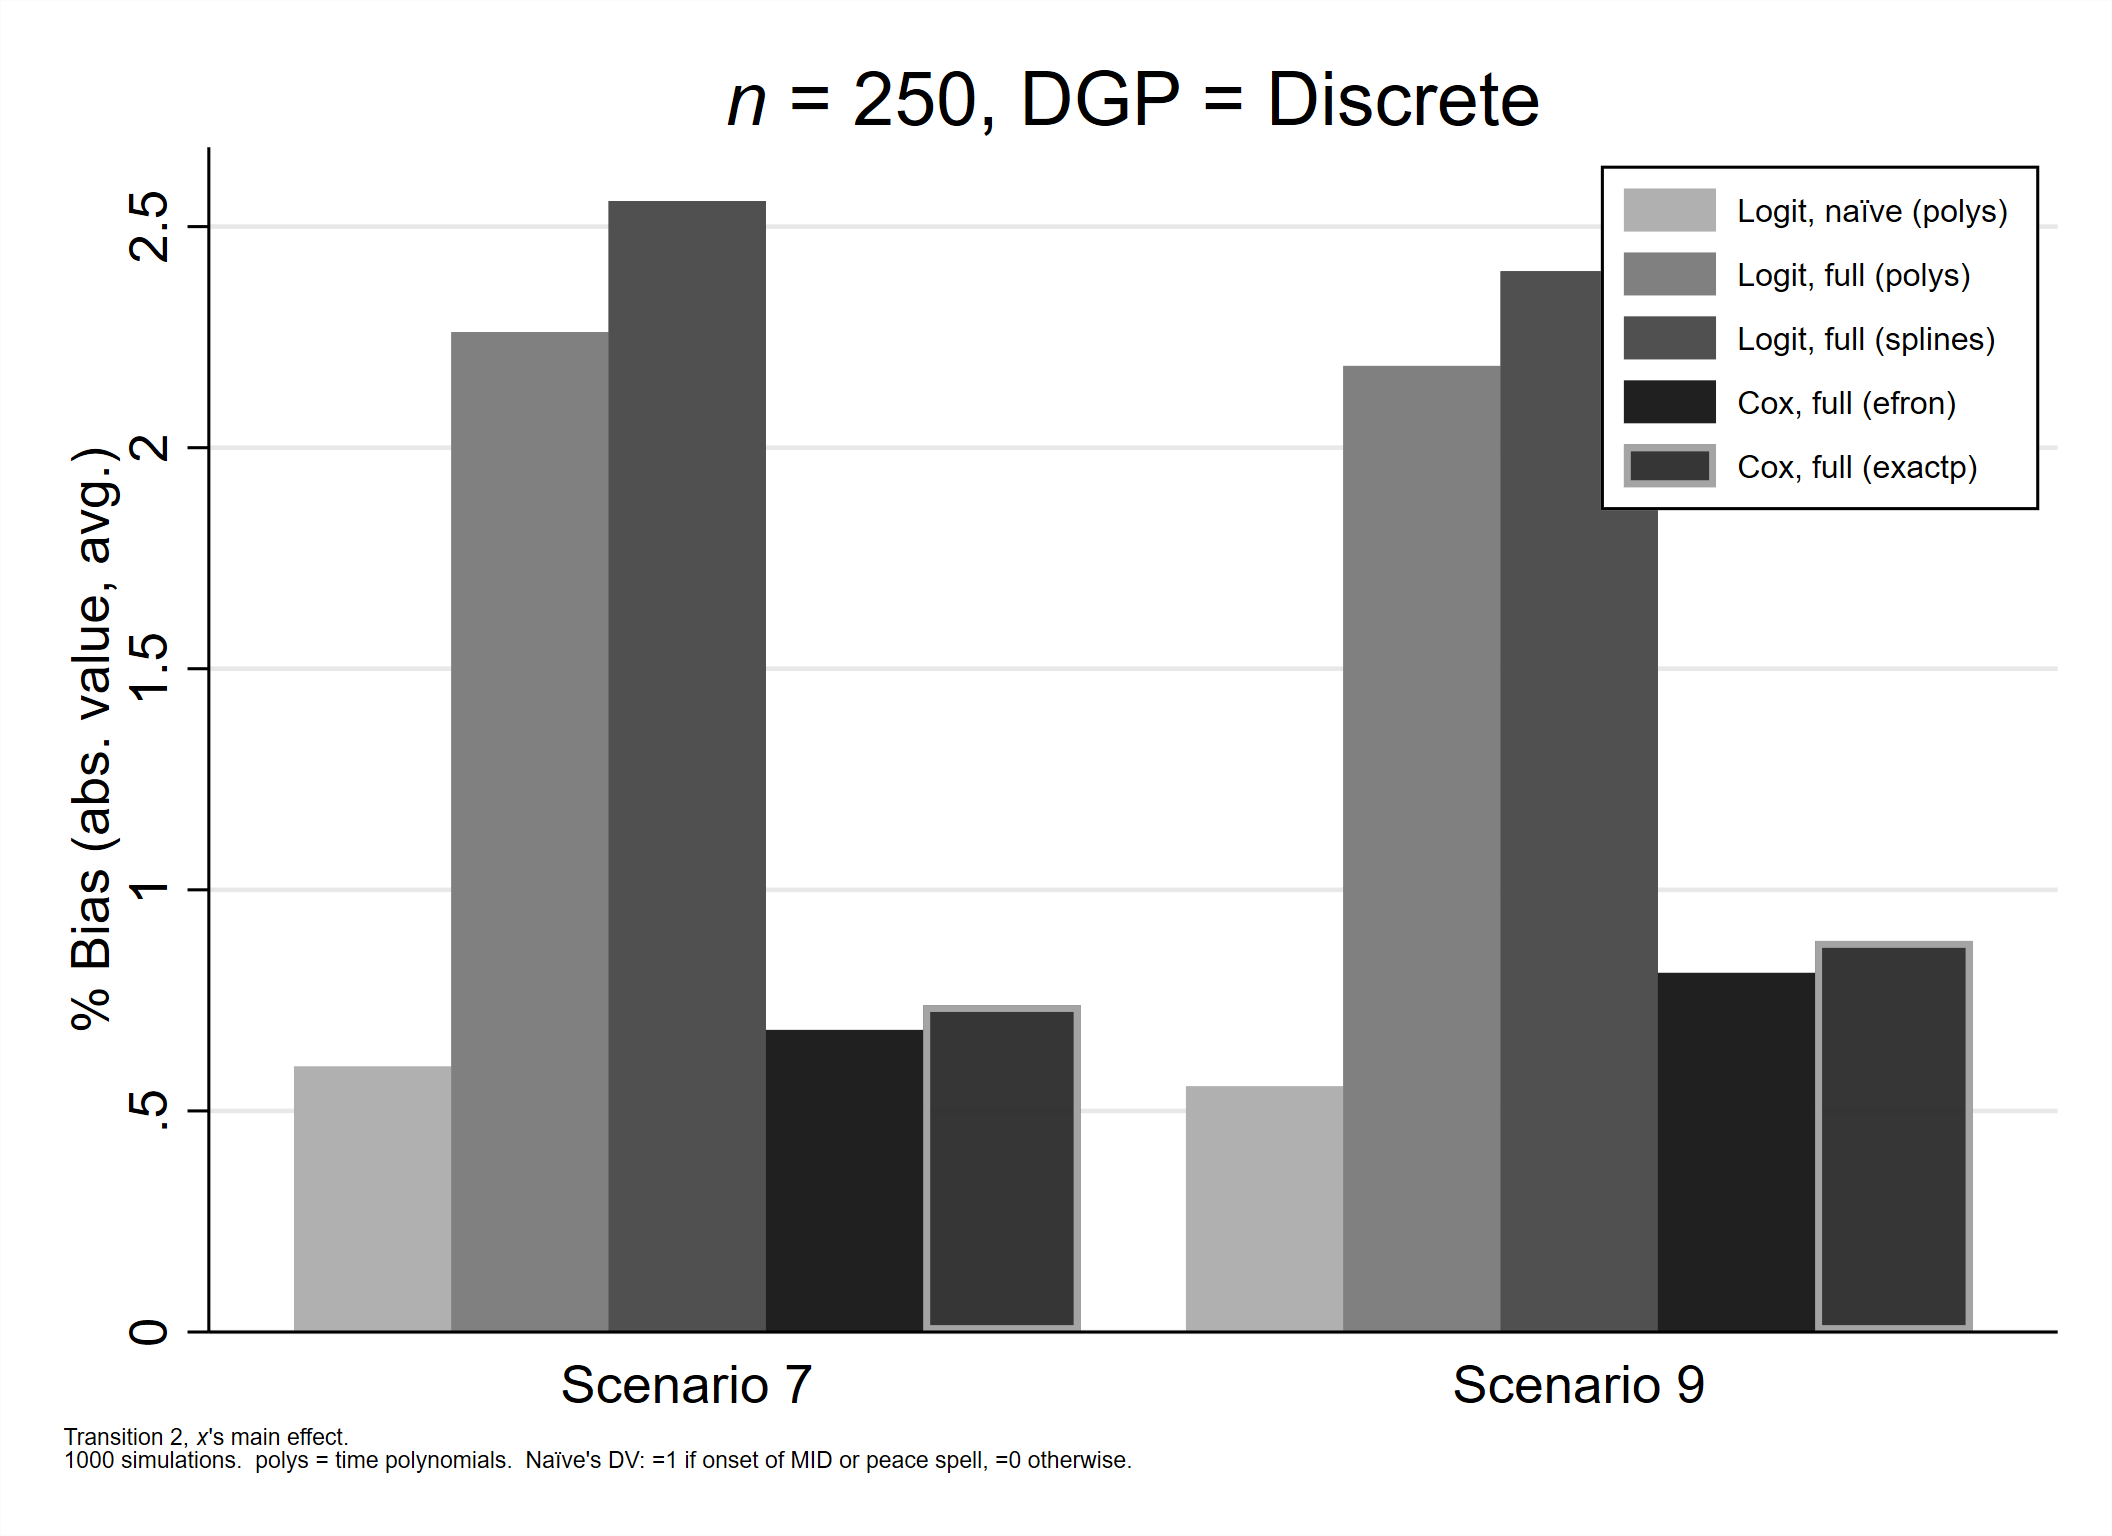 n = 250, DGP = Discrete
% Bias (abs. value, avg.)
2.5
2
1.5
1
.5
0
Logit, naïve (polys)
Logit, full (polys)
Logit, full (splines)
Cox, full (efron)
Cox, full (exactp)
Scenario 7
Scenario 9
Transition 2, x's main effect.
1000 simulations.  polys = time polynomials.  Naïve's DV: =1 if onset of MID or peace spell, =0 otherwise.